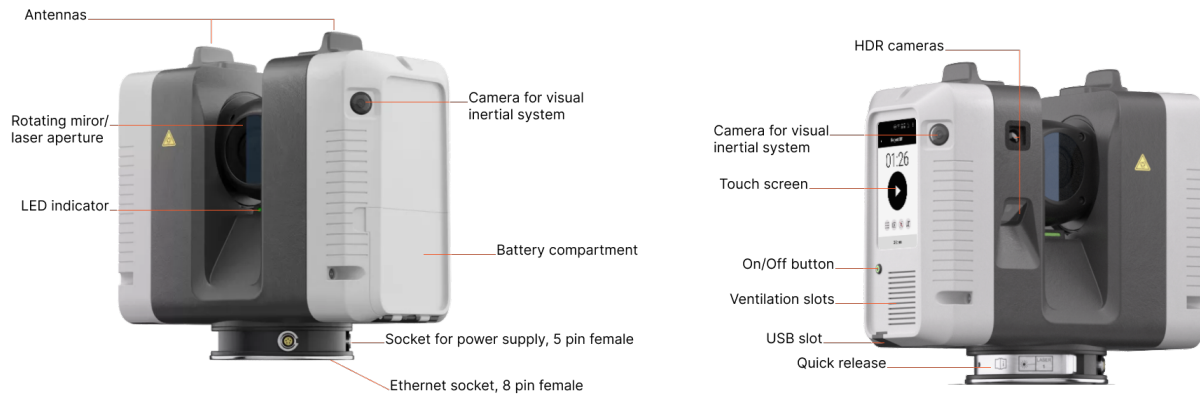 Antennas
Rotating miror/
laser aperture
LED indicator
Camera for visual
inertial system
Battery compartment
Socket for power supply, 5 pin female
Ethernet socket, 8 pin female
HDR cameras
Camera for visual
inertial system
Touch screen
01:26
On/Off button
Ventilation slots
USB slot
Quick release
LASER
1